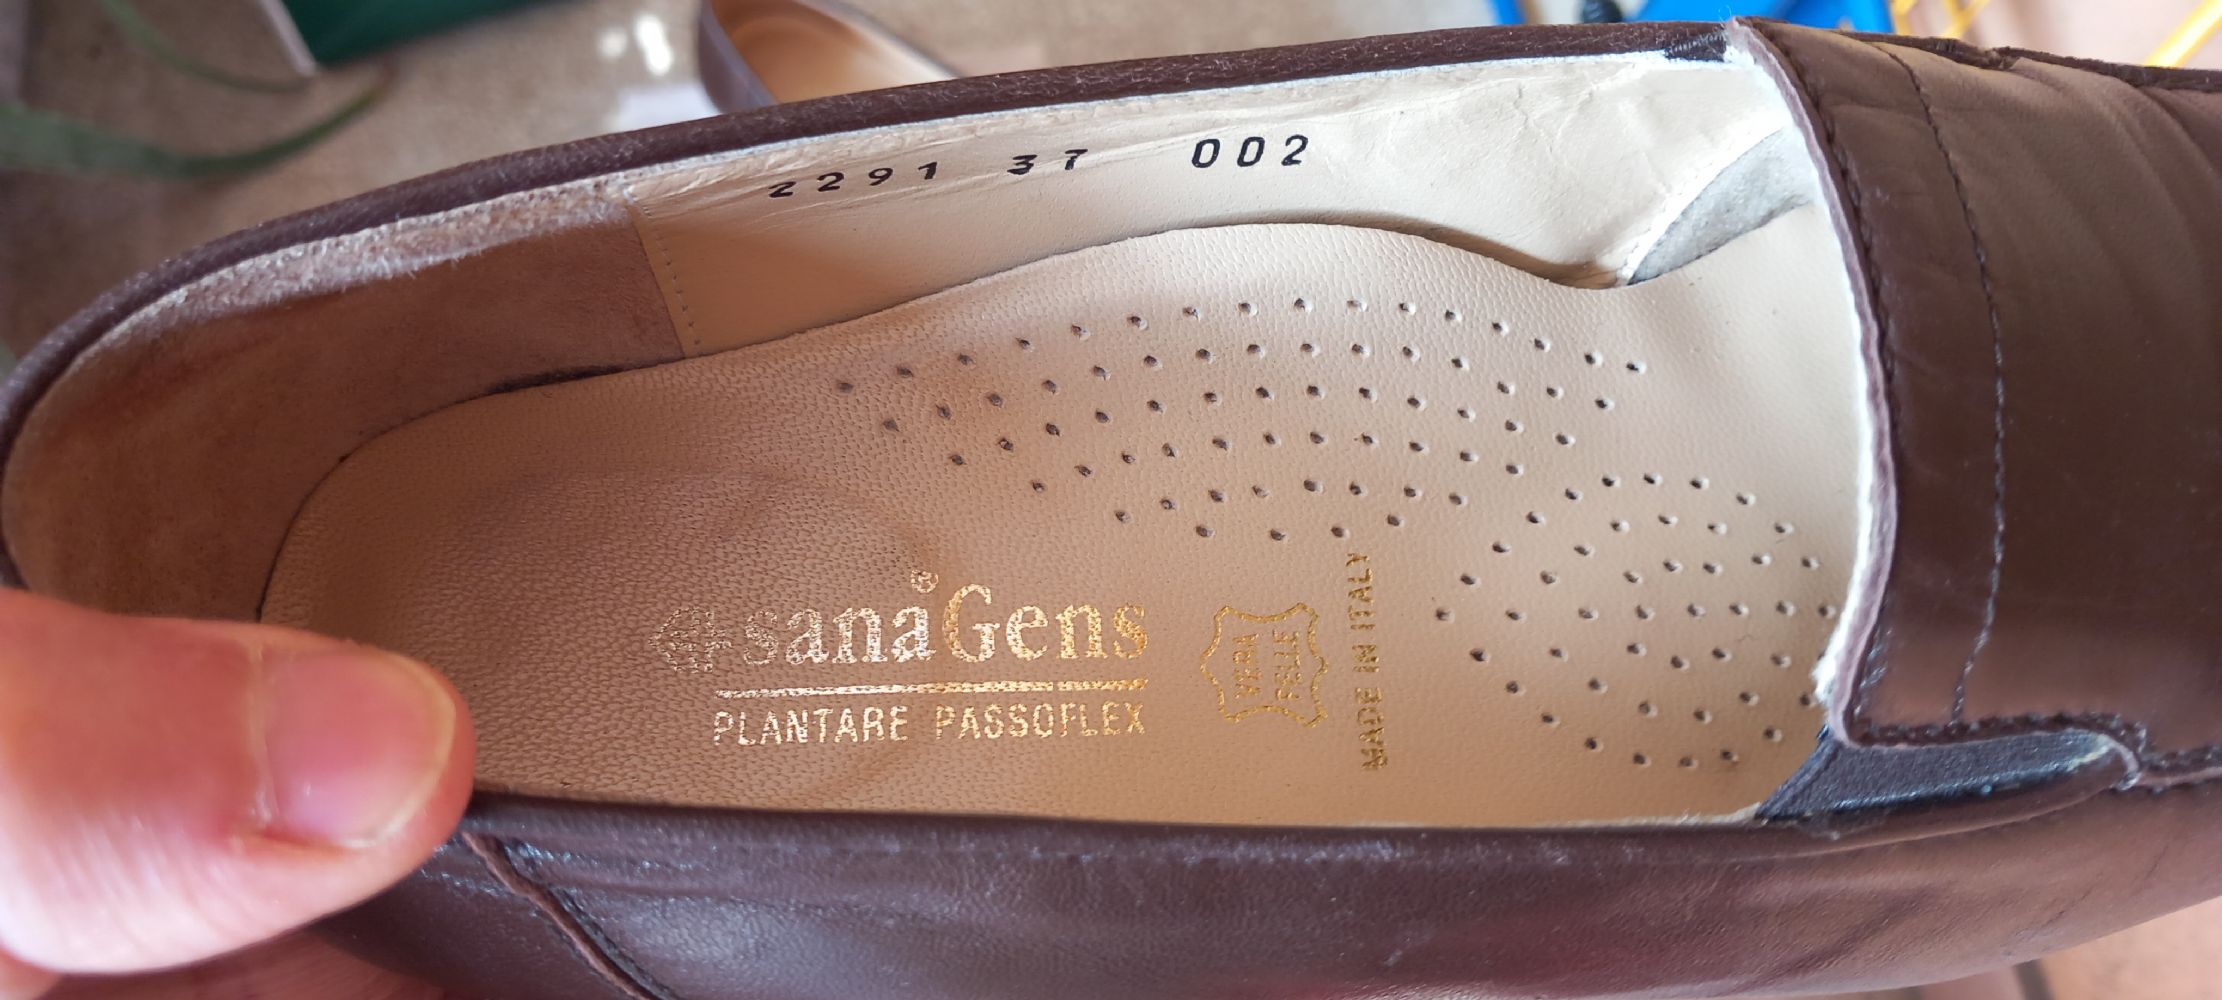 2291 37 002
sanaGens®
PLANTARE PASSOFLEX
VERA
PELLE
MADE IN ITALY